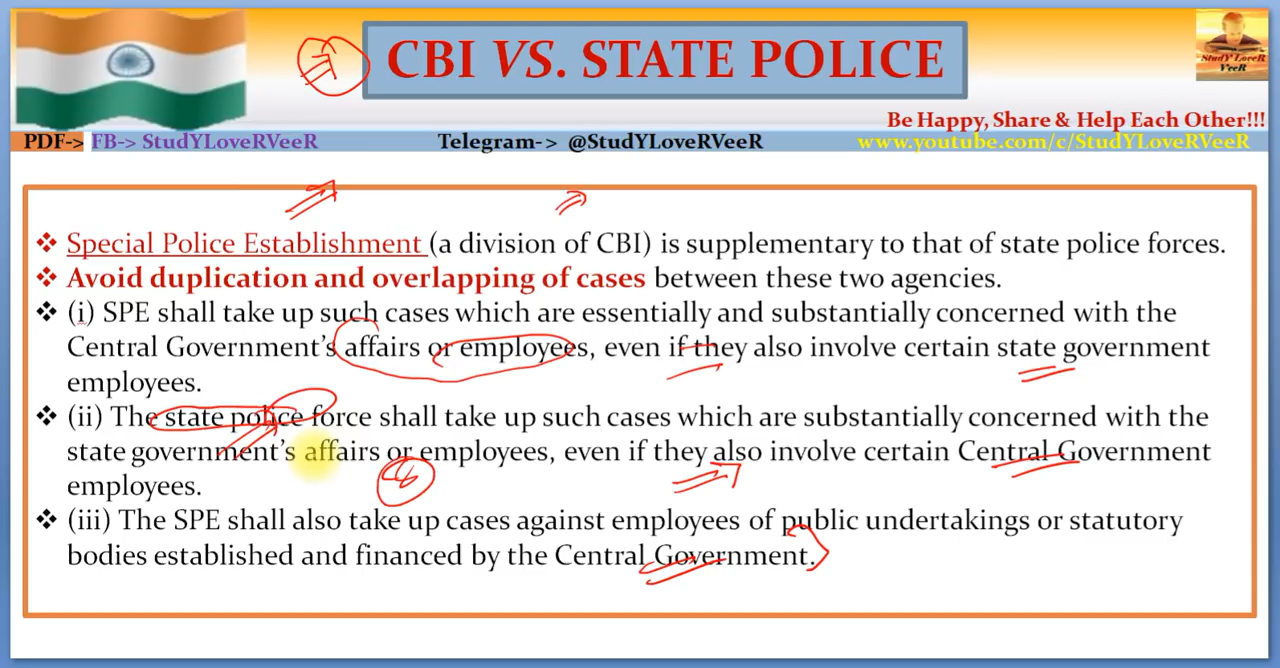 CBI VS. STATE POLICE
StudY LoveR
VeeR
Be Happy, Share & Help Each Other!!!
PDF-> FB-> StudYLoveRVeeR Telegram-> @StudYLoveRVeeR www.youtube.com/c/StudYLoveRVeeR
❖ Special Police Establishment (a division of CBI) is supplementary to that of state police forces.
❖ Avoid duplication and overlapping of cases between these two agencies.
❖ (i) SPE shall take up such cases which are essentially and substantially concerned with the
Central Government's affairs or employees, even if they also involve certain state government
employees.
❖ (ii) The state police force shall take up such cases which are substantially concerned with the
state government's affairs or employees, even if they also involve certain Central Government
employees.
❖ (iii) The SPE shall also take up cases against employees of public undertakings or statutory
bodies established and financed by the Central Government.